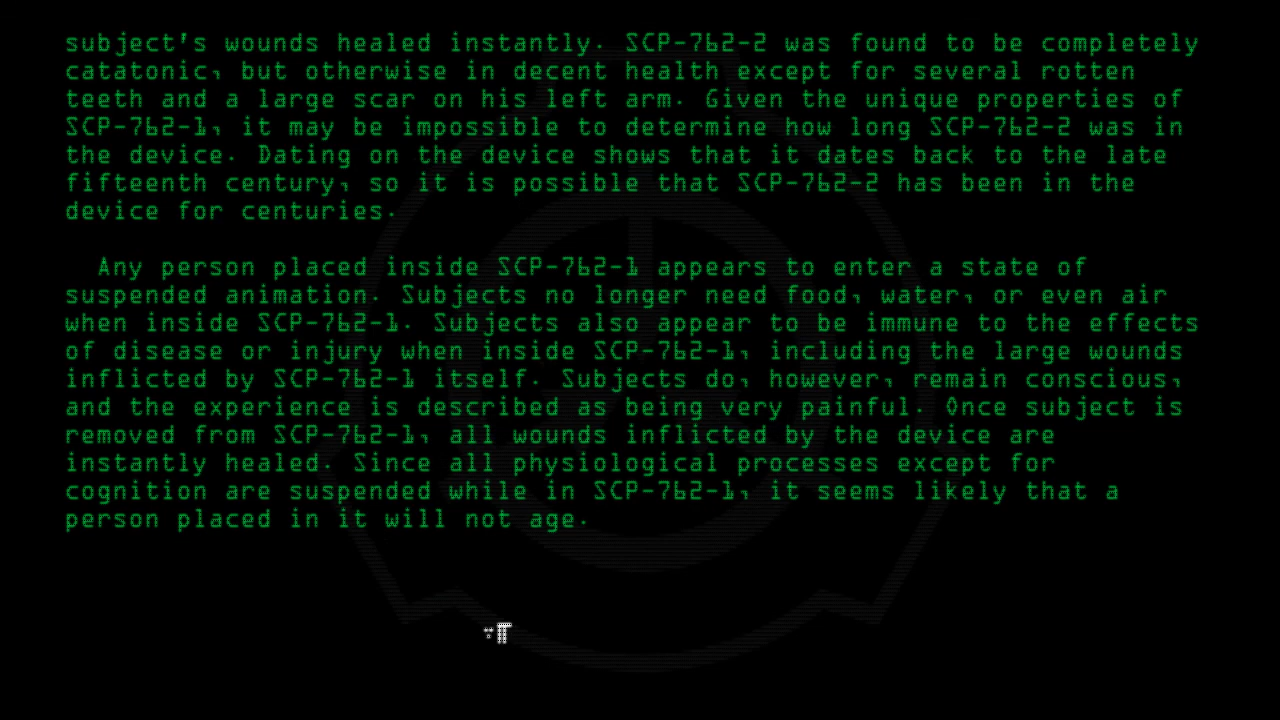 subject's wounds healed instantly. SCP-762-2 was found to be completely
catatonic, but otherwise in decent health except for several rotten
teeth and a large scar on his left arm. Given the unique properties of
SCP-762-1, it may be impossible to determine how long SCP-762-2 was in
the device. Dating on the device shows that it dates back to the late
fifteenth century, so it is possible that SCP-762-2 has been in the
device for centuries.
Any person placed inside SCP-762-1 appears to enter a state of
suspended animation. Subjects no longer need food, water, or even air
when inside SCP-762-1. Subjects also appear to be immune to the effects
of disease or injury when inside SCP-762-1, including the large wounds
inflicted by SCP-762-1 itself. Subjects do, however, remain conscious,
and the experience is described as being very painful. Once subject is
removed from SCP-762-1, all wounds inflicted by the device are
instantly healed. Since all physiological processes except for
cognition are suspended while in SCP-762-1, it seems likely that a
person placed in it will not age.